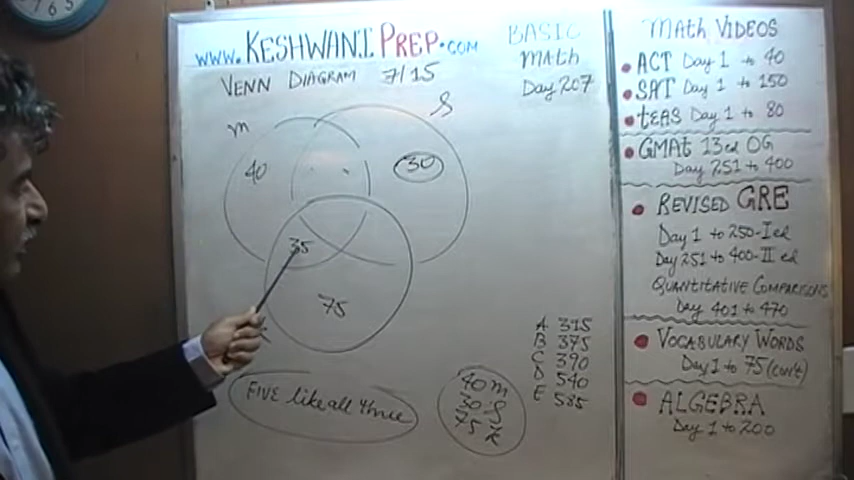 www.KESHWANI PREP.com
VENN DIAGRAM 7/15
BASIC
math
Day 207
m
S
40
30
35
75
FIVE like all three
40 m
30 S
75 K
A 315
B 375
C 390
D 540
E 585
Math VIDEOS
ACT Day 1 to 40
SAT Day 1 to 150
tEAS Day 1 to 80
GMAt 13ed OG
Day 251 to 400
REVISED GRE
Day 1 to 250-I ed
Day 251 to 400-II ed
QUANTITATIVE COMPARISONS
Day 401 to 470
VOCABULARY WORDS
Day 1 to 75 (con't)
ALGEBRA
Day 1 to 200